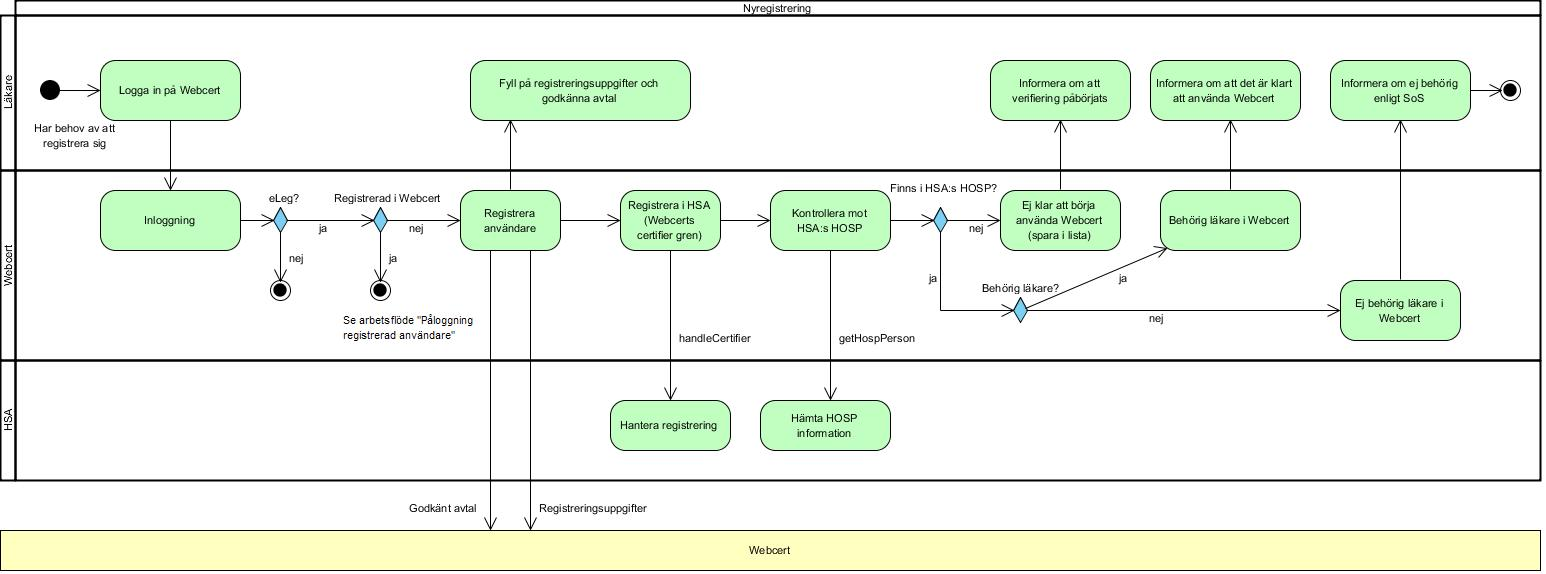 Nyregistrering
Läkare
Logga in på Webcert
Har behov av att
registrera sig
Fyll på registreringsuppgifter och
godkänna avtal
Informera om att
verifiering påbörjats
Informera om att det är klart
att använda Webcert
Informera om ej behörig
enligt SoS
Webcert
Inloggning
eLeg?
ja
nej
Registrerad i Webcert
nej
ja
Se arbetsflöde "Påloggning
registrerad användare"
Registrera
användare
Registrera i HSA
(Webcerts
certifier gren)
Kontrollera mot
HSA:s HOSP
Finns i HSA:s HOSP?
nej
ja
Ej klar att börja
använda Webcert
(spara i lista)
Behörig läkare i Webcert
Behörig läkare?
ja
nej
Ej behörig läkare i
Webcert
handleCertifier
getHospPerson
HSA
Hantera registrering
Hämta HOSP
information
Godkänt avtal
Registreringsuppgifter
Webcert